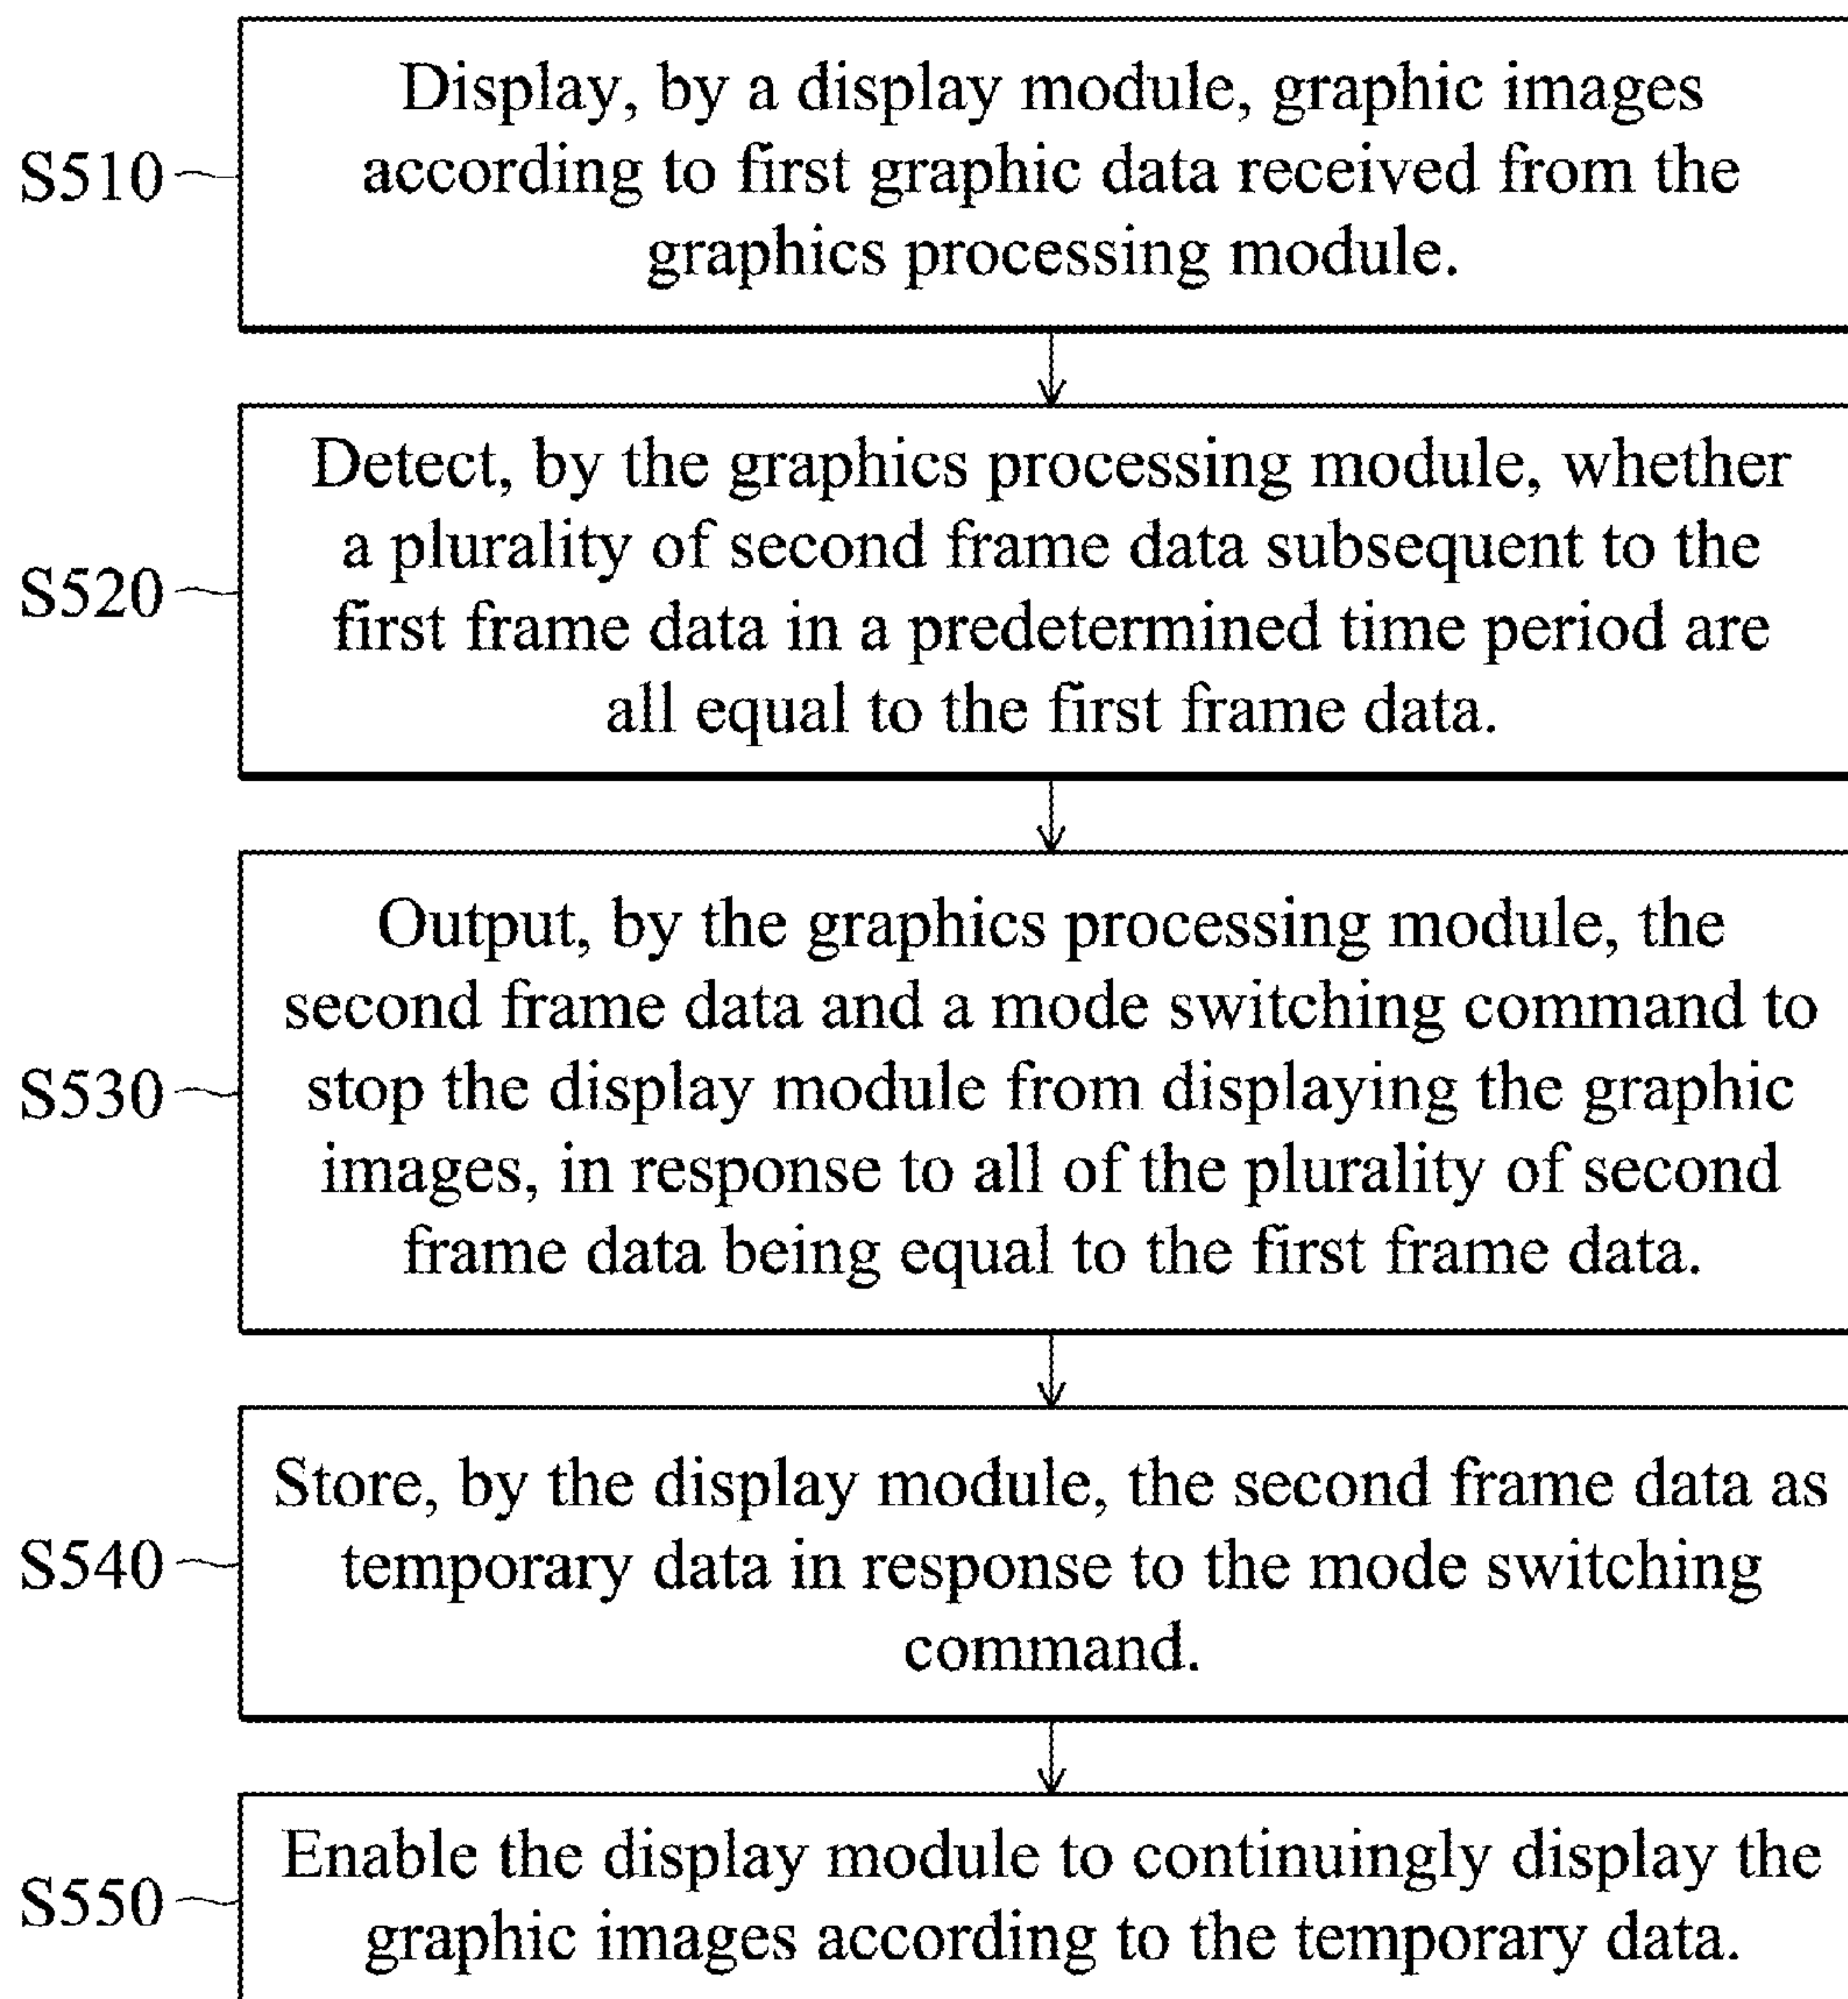 S510
Display, by a display module, graphic images
according to first graphic data received from the
graphics processing module.
S520
Detect, by the graphics processing module, whether
a plurality of second frame data subsequent to the
first frame data in a predetermined time period are
all equal to the first frame data.
S530
Output, by the graphics processing module, the
second frame data and a mode switching command to
stop the display module from displaying the graphic
images, in response to all of the plurality of second
frame data being equal to the first frame data.
S540
Store, by the display module, the second frame data as
temporary data in response to the mode switching
command.
S550
Enable the display module to continuingly display the
graphic images according to the temporary data.